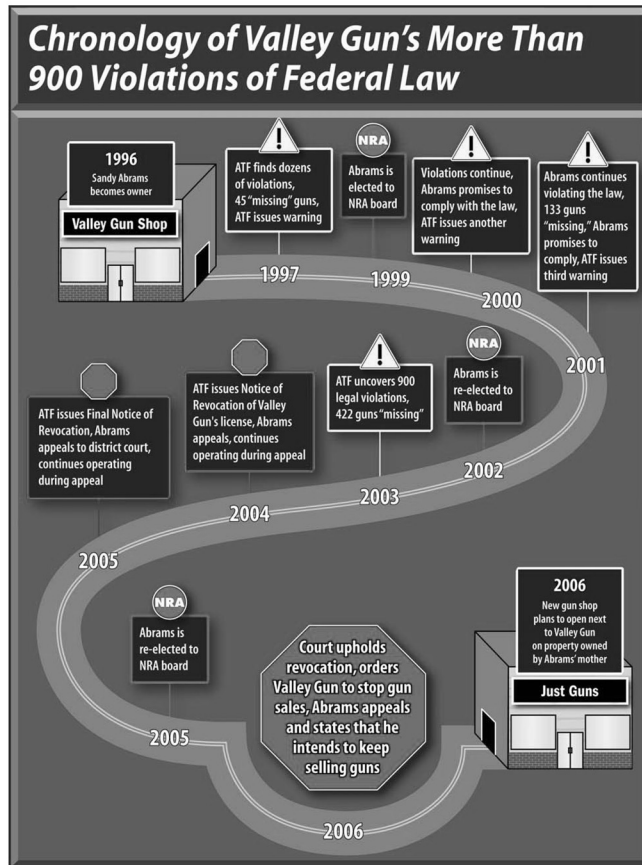 Chronology of Valley Gun's More Than
900 Violations of Federal Law
1996
Sandy Abrams
becomes owner
Valley Gun Shop
!
ATF finds dozens
of violations,
45 "missing" guns,
ATF issues warning
1997
NRA
Abrams is
elected to
NRA board
1999
!
Violations continue,
Abrams promises to
comply with the law,
ATF issues another
warning
2000
!
Abrams continues
violating the law,
133 guns
"missing," Abrams
promises to
comply, ATF issues
third warning
2001
NRA
Abrams is
re-elected to
NRA board
2002
!
ATF uncovers 900
legal violations,
422 guns "missing"
2003
ATF issues Notice of
Revocation of Valley
Gun's license, Abrams
appeals, continues
operating during appeal
2004
ATF issues Final Notice of
Revocation, Abrams
appeals to district court,
continues operating
during appeal
2005
NRA
Abrams is
re-elected to
NRA board
2005
Court upholds
revocation, orders
Valley Gun to stop gun
sales, Abrams appeals
and states that he
intends to keep
selling guns
2006
2006
New gun shop
plans to open next
to Valley Gun
on property owned
by Abrams' mother
Just Guns